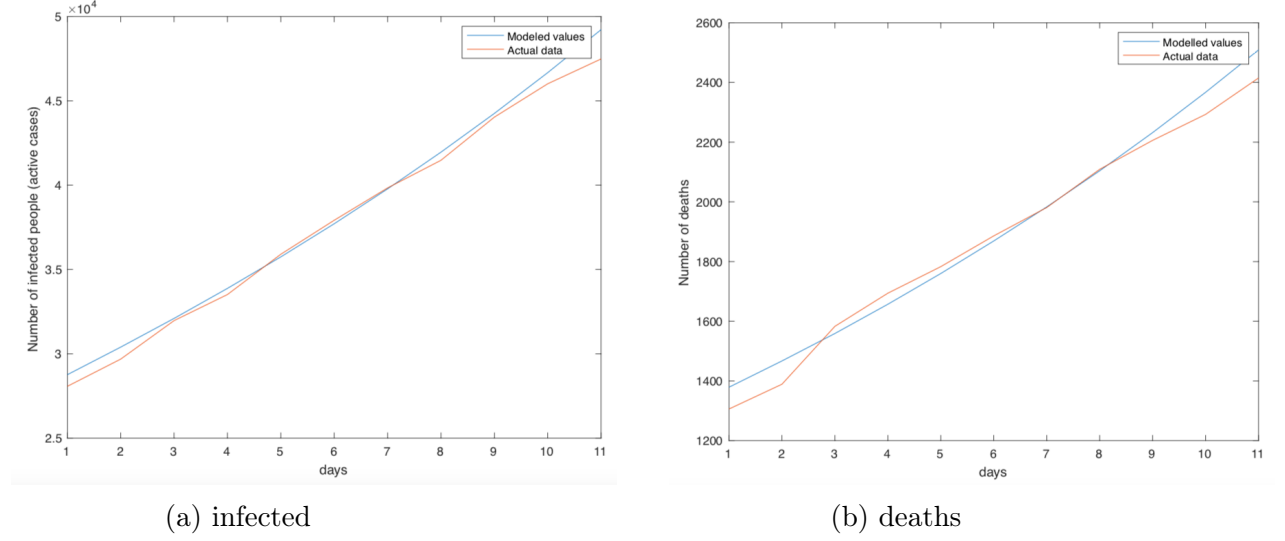 ×10⁴
5
4.5
4
3.5
3
2.5
Number of infected people (active cases)
Modeled values
Actual data
1 2 3 4 5 6 7 8 9 10 11
days
(a) infected
2600
2400
2200
2000
1800
1600
1400
1200
Number of deaths
Modelled values
Actual data
1 2 3 4 5 6 7 8 9 10 11
days
(b) deaths